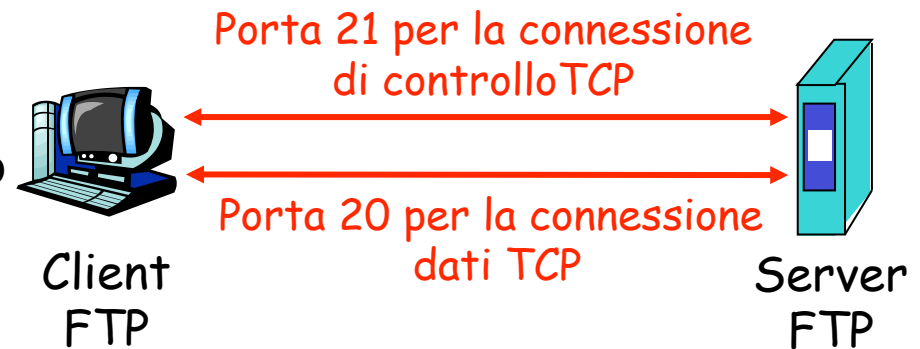 Porta 21 per la connessione
di controlloTCP
Porta 20 per la connessione
dati TCP
Client
FTP
Server
FTP